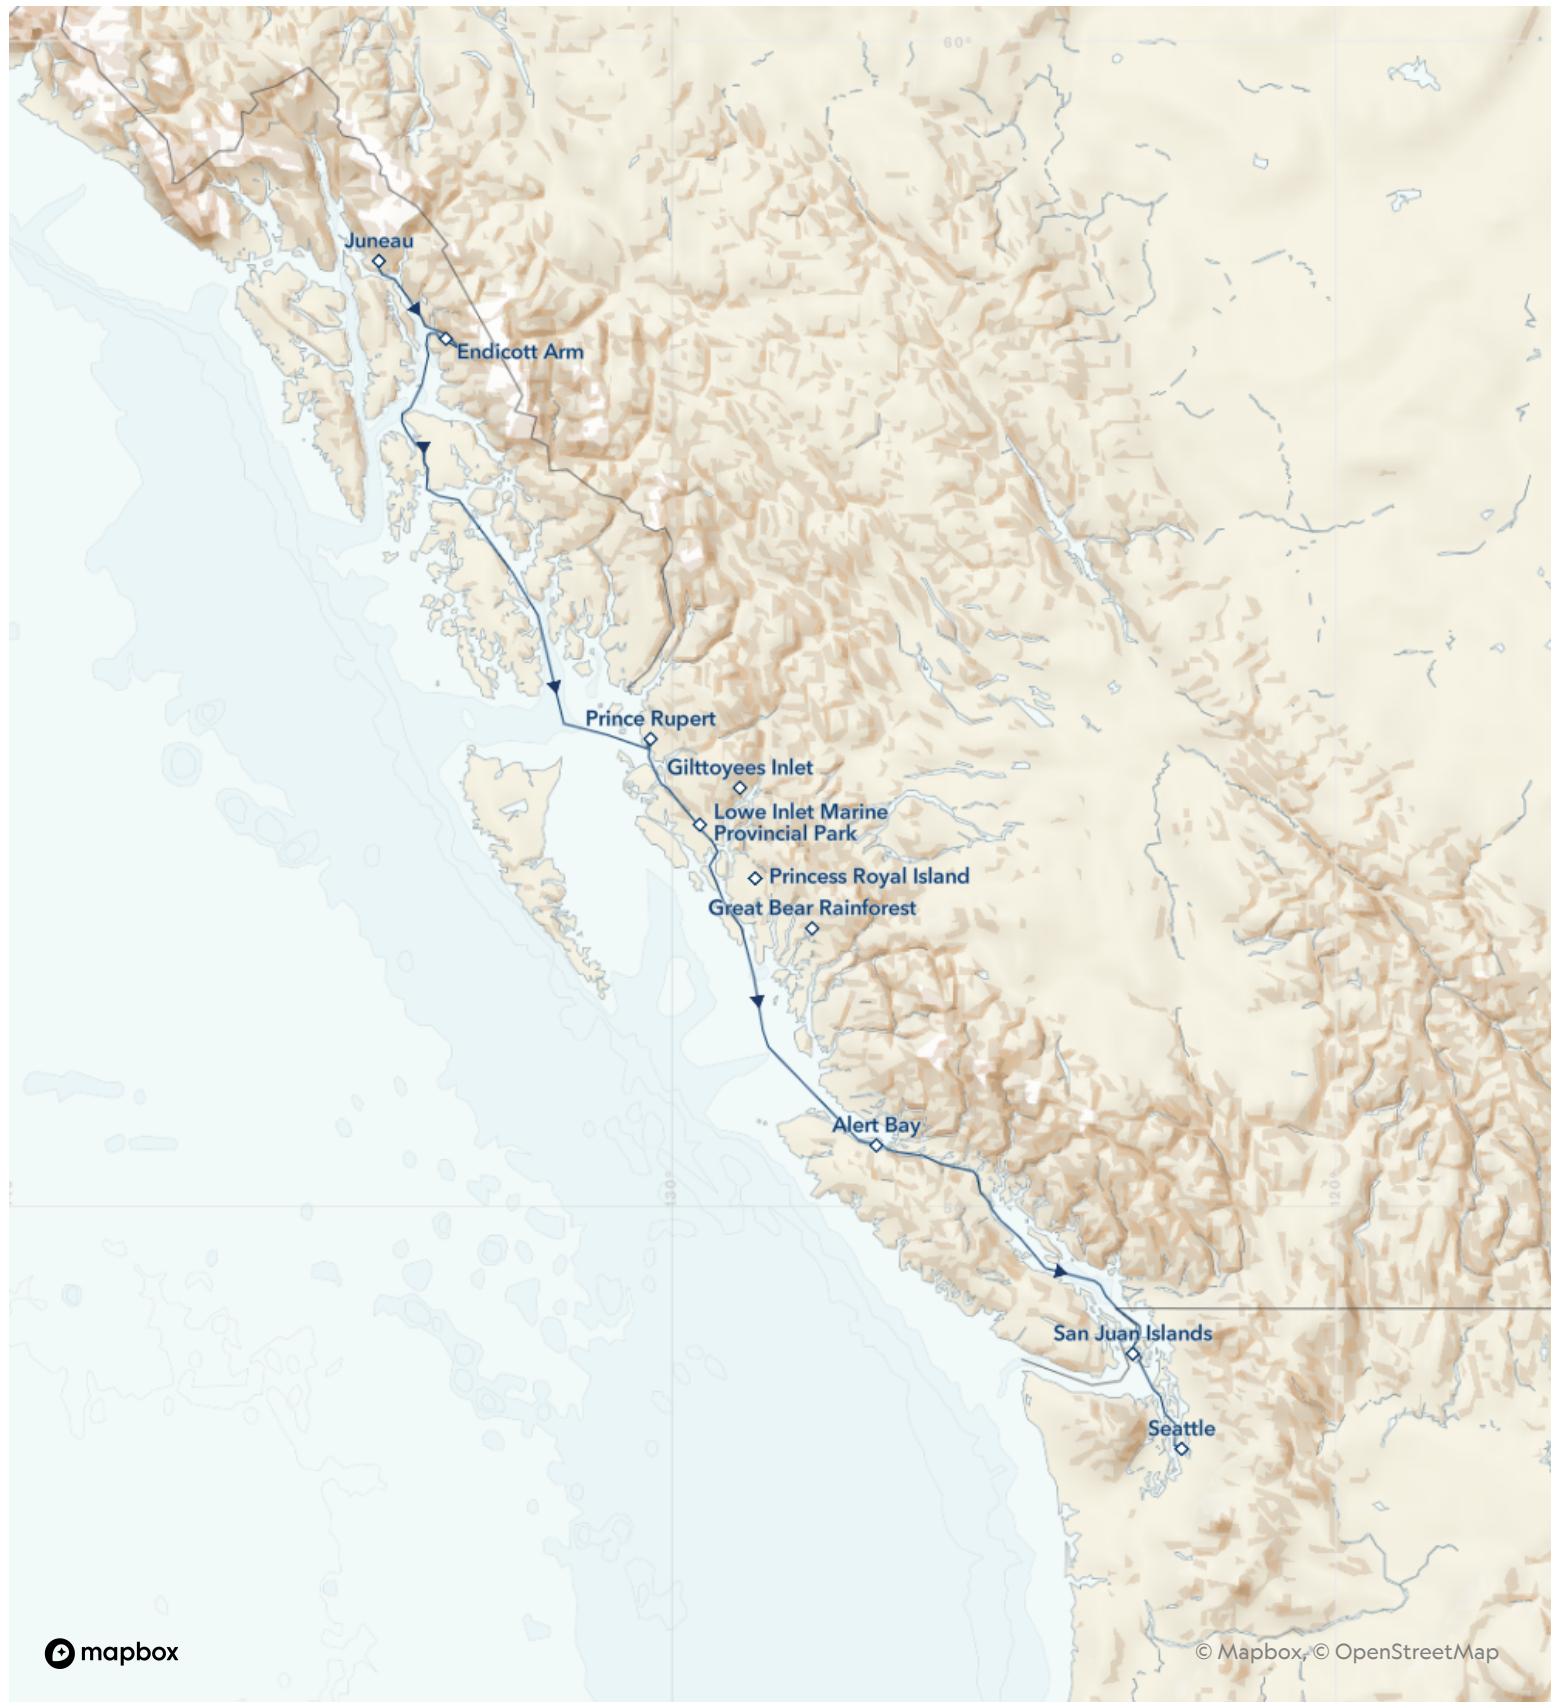 60°
Juneau
Endicott Arm
Prince Rupert
Gilttoyees Inlet
Lowe Inlet Marine
Provincial Park
Princess Royal Island
Great Bear Rainforest
Alert Bay
130°
120°
San Juan Islands
Seattle
mapbox
© Mapbox, © OpenStreetMap